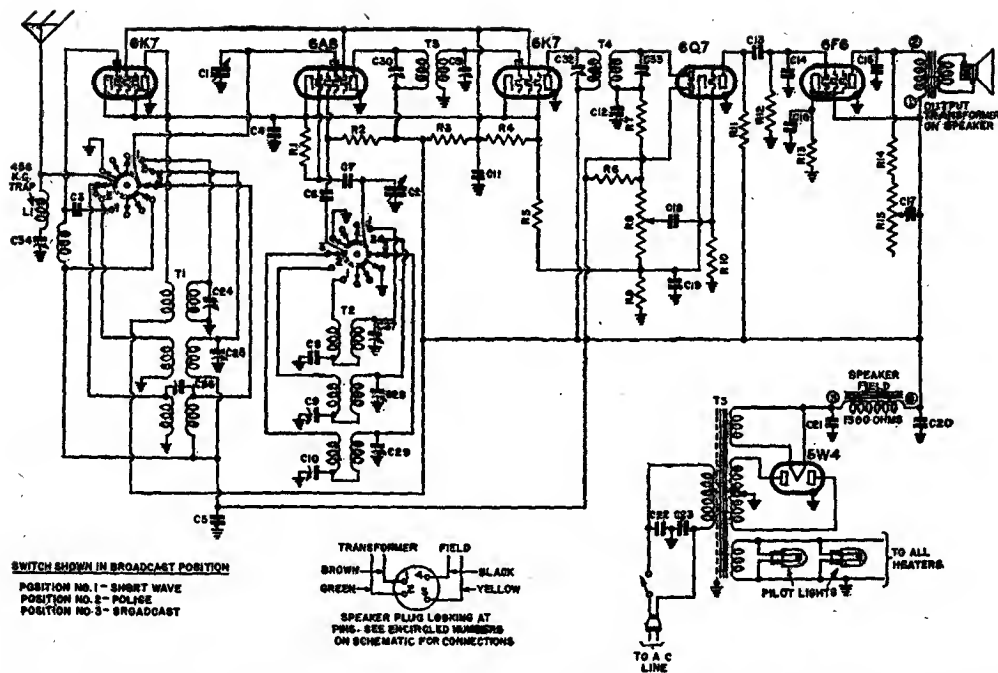 6K7
6A8
6K7
6Q7
6F6
C1
C30
T3
C31
C32
T4
C33
C13
C14
C15
OUTPUT
TRANSFORMER
ON SPEAKER
C4
R1
R2
R3
R4
C12
R7
R11
R12
R13
R14
C17
R15
456
K.C.
TRAP
L1
C34
C3
C7
C6
C2
C11
R5
R6
R8
C18
R10
R9
C19
T1
C24
C25
C26
T2
C8
C27
C9
C28
C10
C29
C5
SPEAKER
FIELD
1500 OHMS
T5
C21
C20
5W4
C22
C23
TO ALL
HEATERS
PILOT LIGHTS
TO A C
LINE
SWITCH SHOWN IN BROADCAST POSITION
POSITION NO. 1 - SHORT WAVE
POSITION NO. 2 - POLICE
POSITION NO. 3 - BROADCAST
TRANSFORMER
FIELD
BROWN
BLACK
GREEN
YELLOW
SPEAKER PLUG LOOKING AT
PINS - SEE ENCIRCLED NUMBERS
ON SCHEMATIC FOR CONNECTIONS